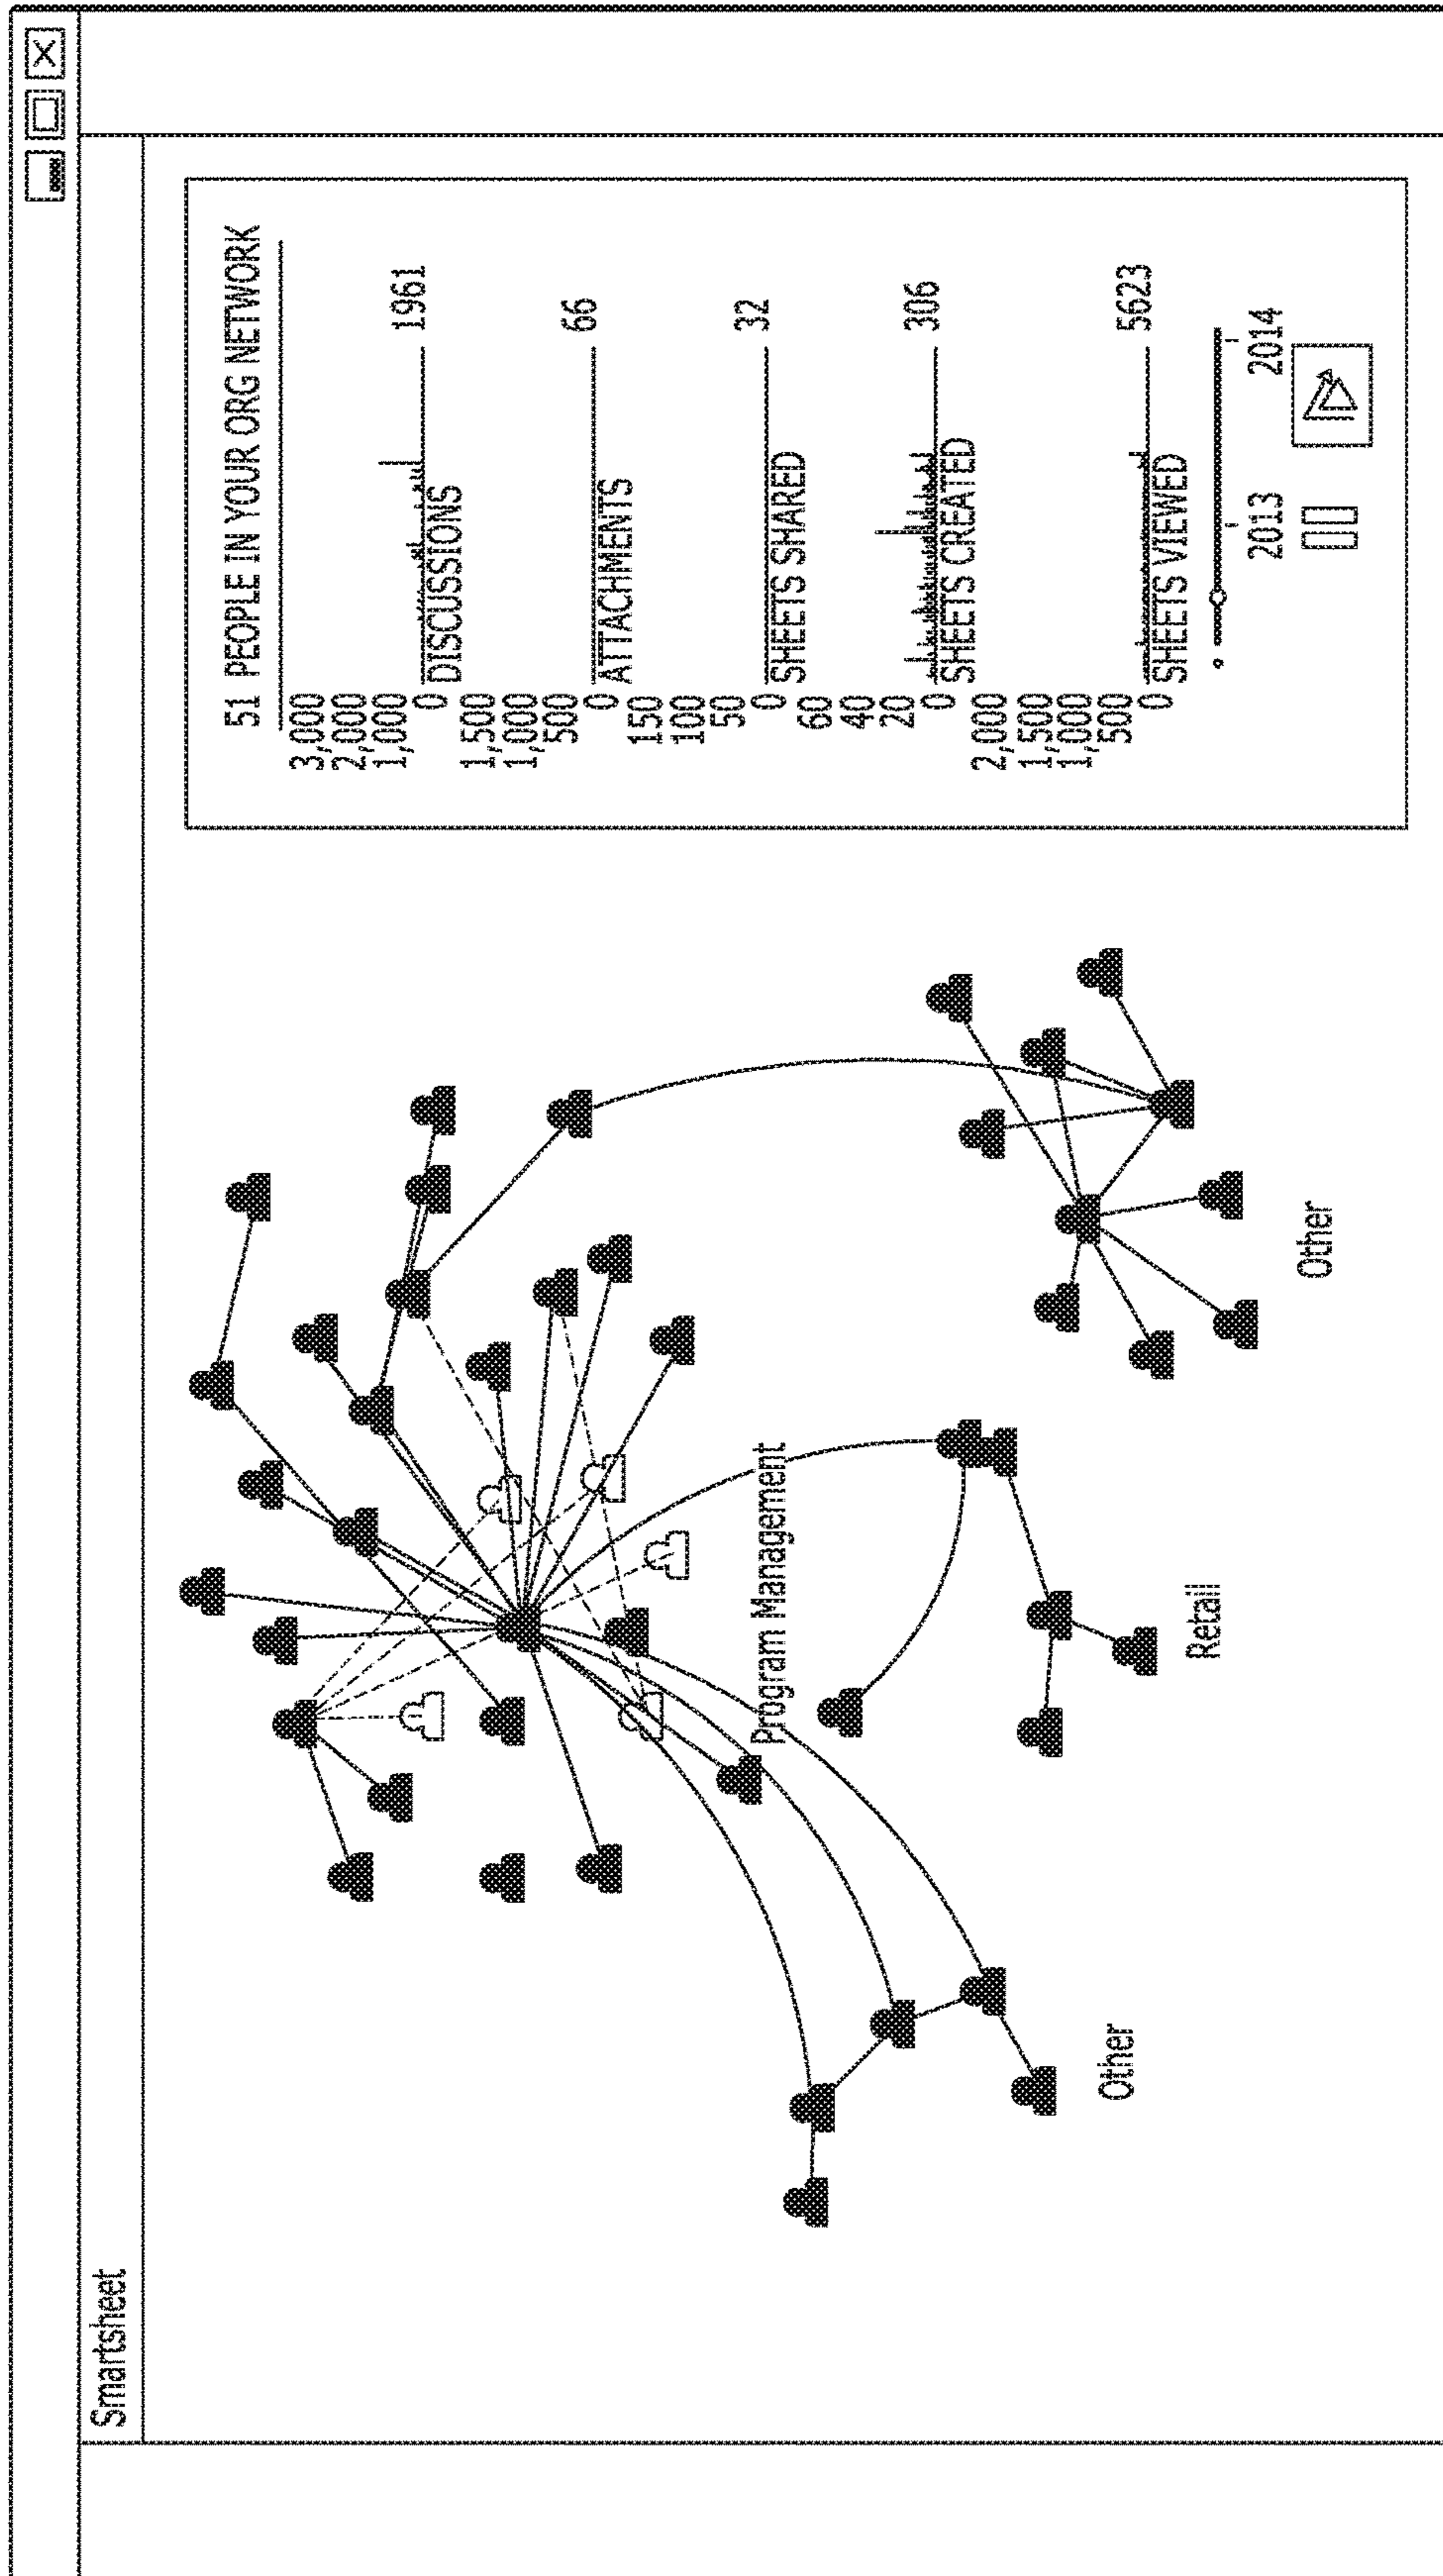 Smartsheet
51 PEOPLE IN YOUR ORG NETWORK
3,000
2,000
1,000
0
1961
DISCUSSIONS
1,500
1,000
500
0
66
ATTACHMENTS
150
100
50
0
32
SHEETS SHARED
60
40
20
0
306
SHEETS CREATED
2,000
1,500
1,000
500
0
5623
SHEETS VIEWED
2013 2014
Program Management
Other
Retail
Other